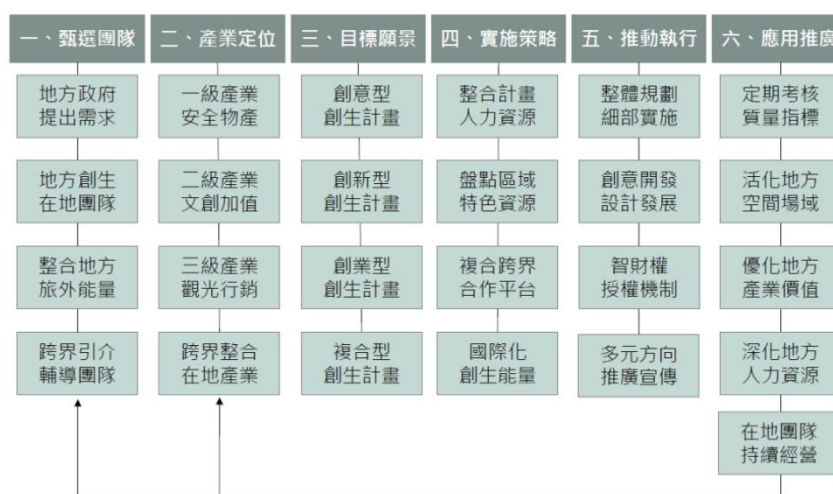 一、甄選團隊
地方政府
提出需求
地方創生
在地團隊
整合地方
旅外能量
跨界引介
輔導團隊
二、產業定位
一級產業
安全物產
二級產業
文創加值
三級產業
觀光行銷
跨界整合
在地產業
三、目標願景
創意型
創生計畫
創新型
創生計畫
創業型
創生計畫
複合型
創生計畫
四、實施策略
整合計畫
人力資源
盤點區域
特色資源
複合跨界
合作平台
國際化
創生能量
五、推動執行
整體規劃
細部實施
創意開發
設計發展
智財權
授權機制
多元方向
推廣宣傳
六、應用推廣
定期考核
質量指標
活化地方
空間場域
優化地方
產業價值
深化地方
人力資源
在地團隊
持續經營